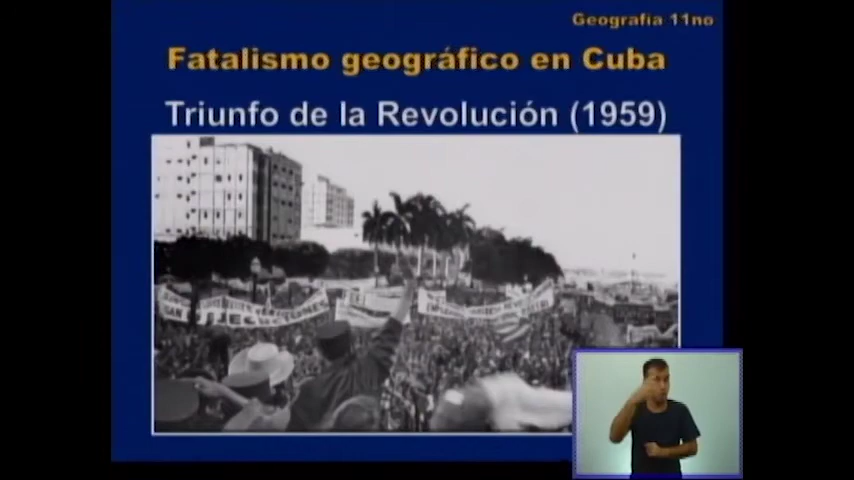 Geografía 11no
Fatalismo geográfico en Cuba
Triunfo de la Revolución (1959)